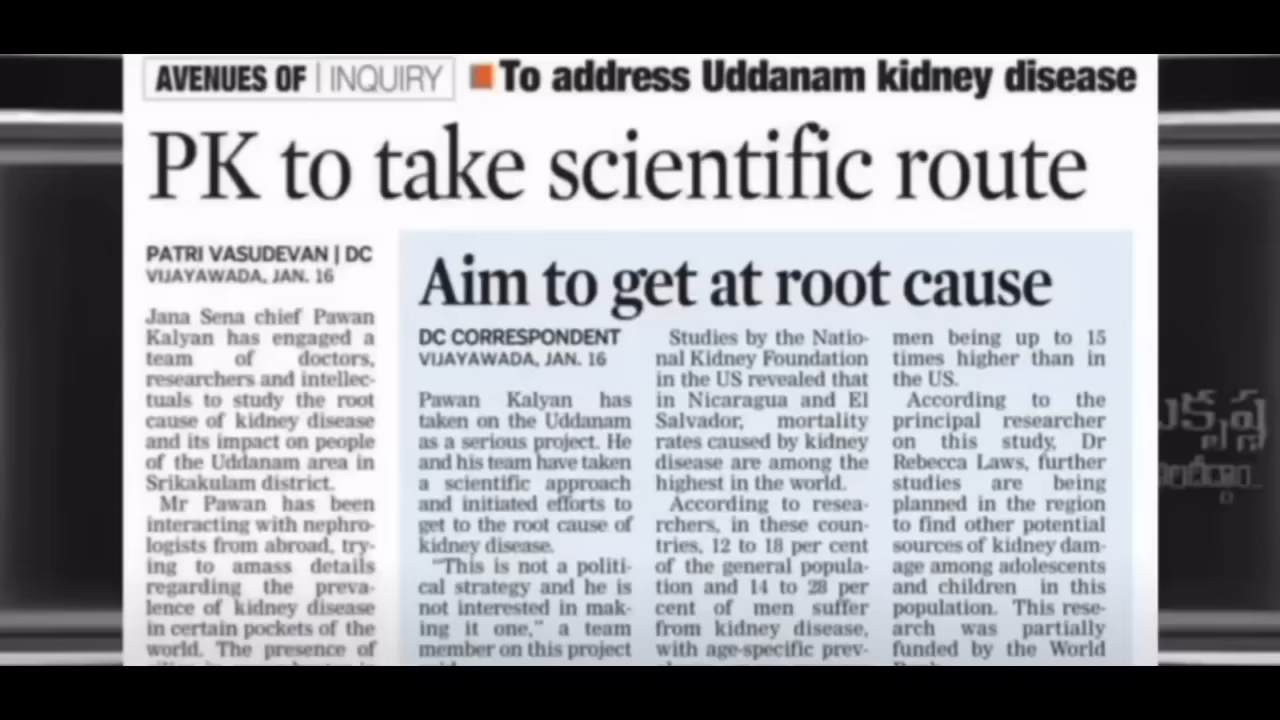 AVENUES OF | INQUIRY
To address Uddanam kidney disease
PK to take scientific route
PATRI VASUDEVAN | DC
VIJAYAWADA, JAN. 16
Jana Sena chief Pawan
Kalyan has engaged a
team of doctors,
researchers and intellec-
tuals to study the root
cause of kidney disease
and its impact on people
of the Uddanam area in
Srikakulam district.
Mr Pawan has been
interacting with nephro-
logists from abroad, try-
ing to amass details
regarding the preva-
lence of kidney disease
in certain pockets of the
world. The presence of
Aim to get at root cause
DC CORRESPONDENT
VIJAYAWADA, JAN. 16
Pawan Kalyan has
taken on the Uddanam
as a serious project. He
and his team have taken
a scientific approach
and initiated efforts to
get to the root cause of
kidney disease.
"This is not a politi-
cal strategy and he is
not interested in mak-
ing it one," a team
member on this project
Studies by the Natio-
nal Kidney Foundation
in the US revealed that
in Nicaragua and El
Salvador, mortality
rates caused by kidney
disease are among the
highest in the world.
According to resea-
rchers, in these coun-
tries, 12 to 18 per cent
of the general popula-
tion and 14 to 28 per
cent of men suffer
from kidney disease,
with age-specific prev-
men being up to 15
times higher than in
the US.
According to the
principal researcher
on this study, Dr
Rebecca Laws, further
studies are being
planned in the region
to find other potential
sources of kidney dam-
age among adolescents
and children in this
population. This rese-
arch was partially
funded by the World